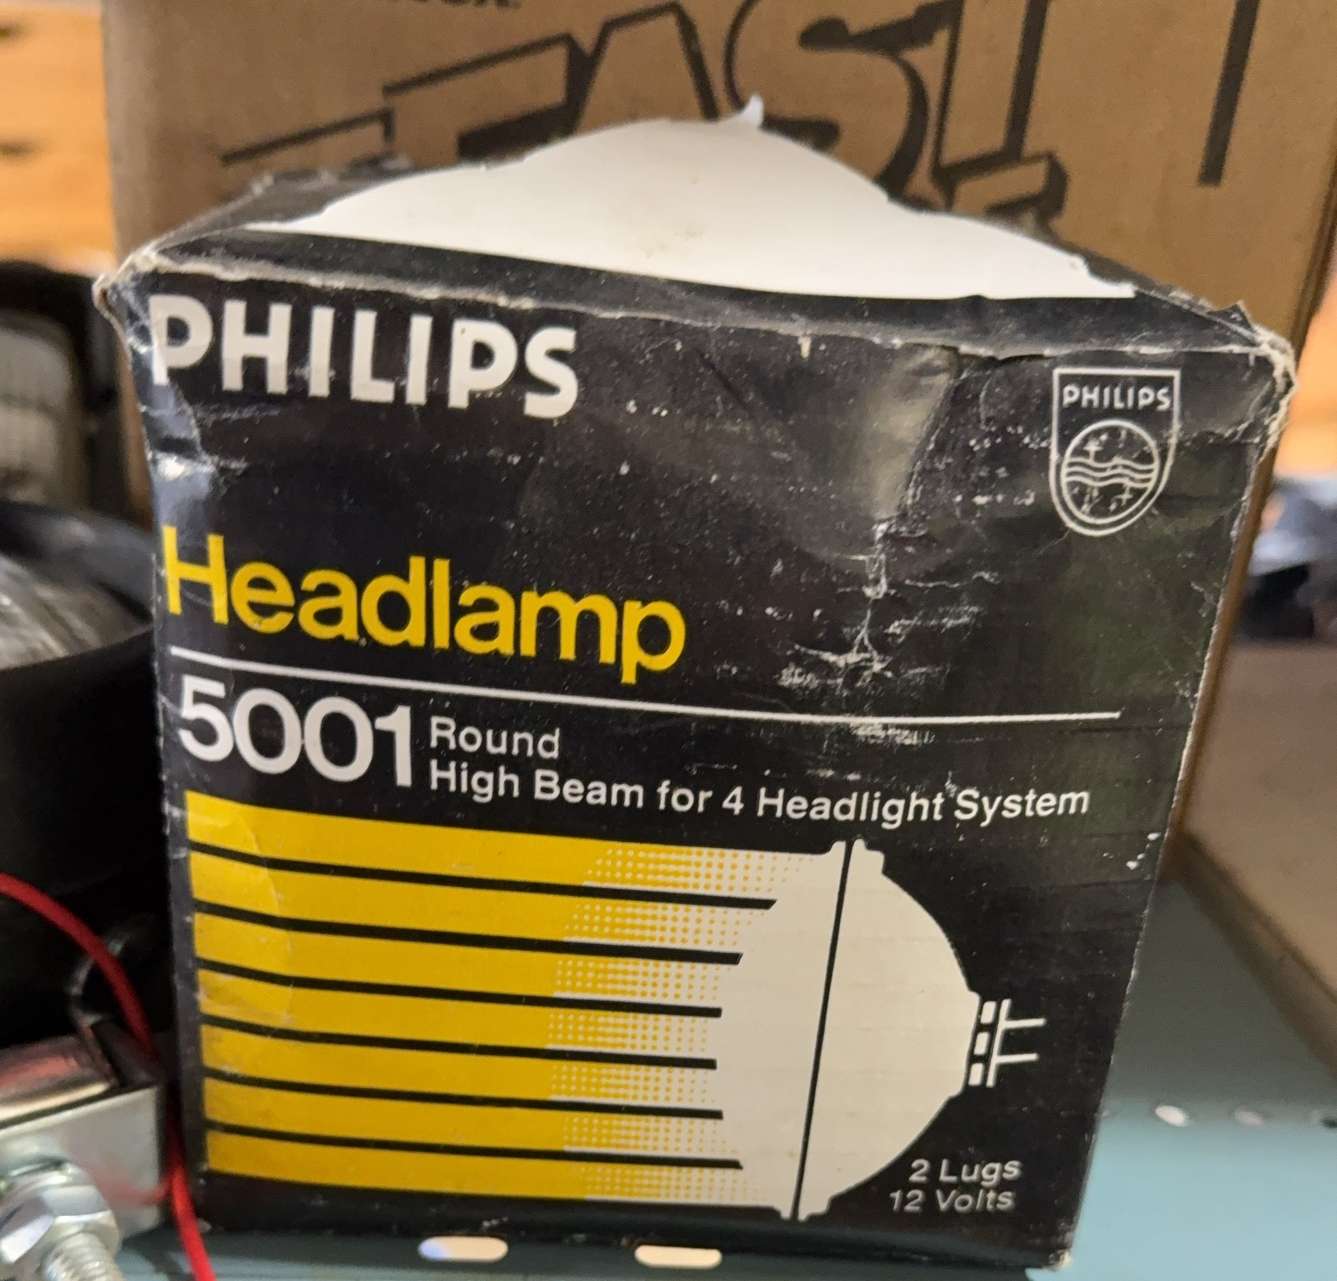 PHILIPS
PHILIPS
Headlamp
5001 Round
High Beam for 4 Headlight System
2 Lugs
12 Volts